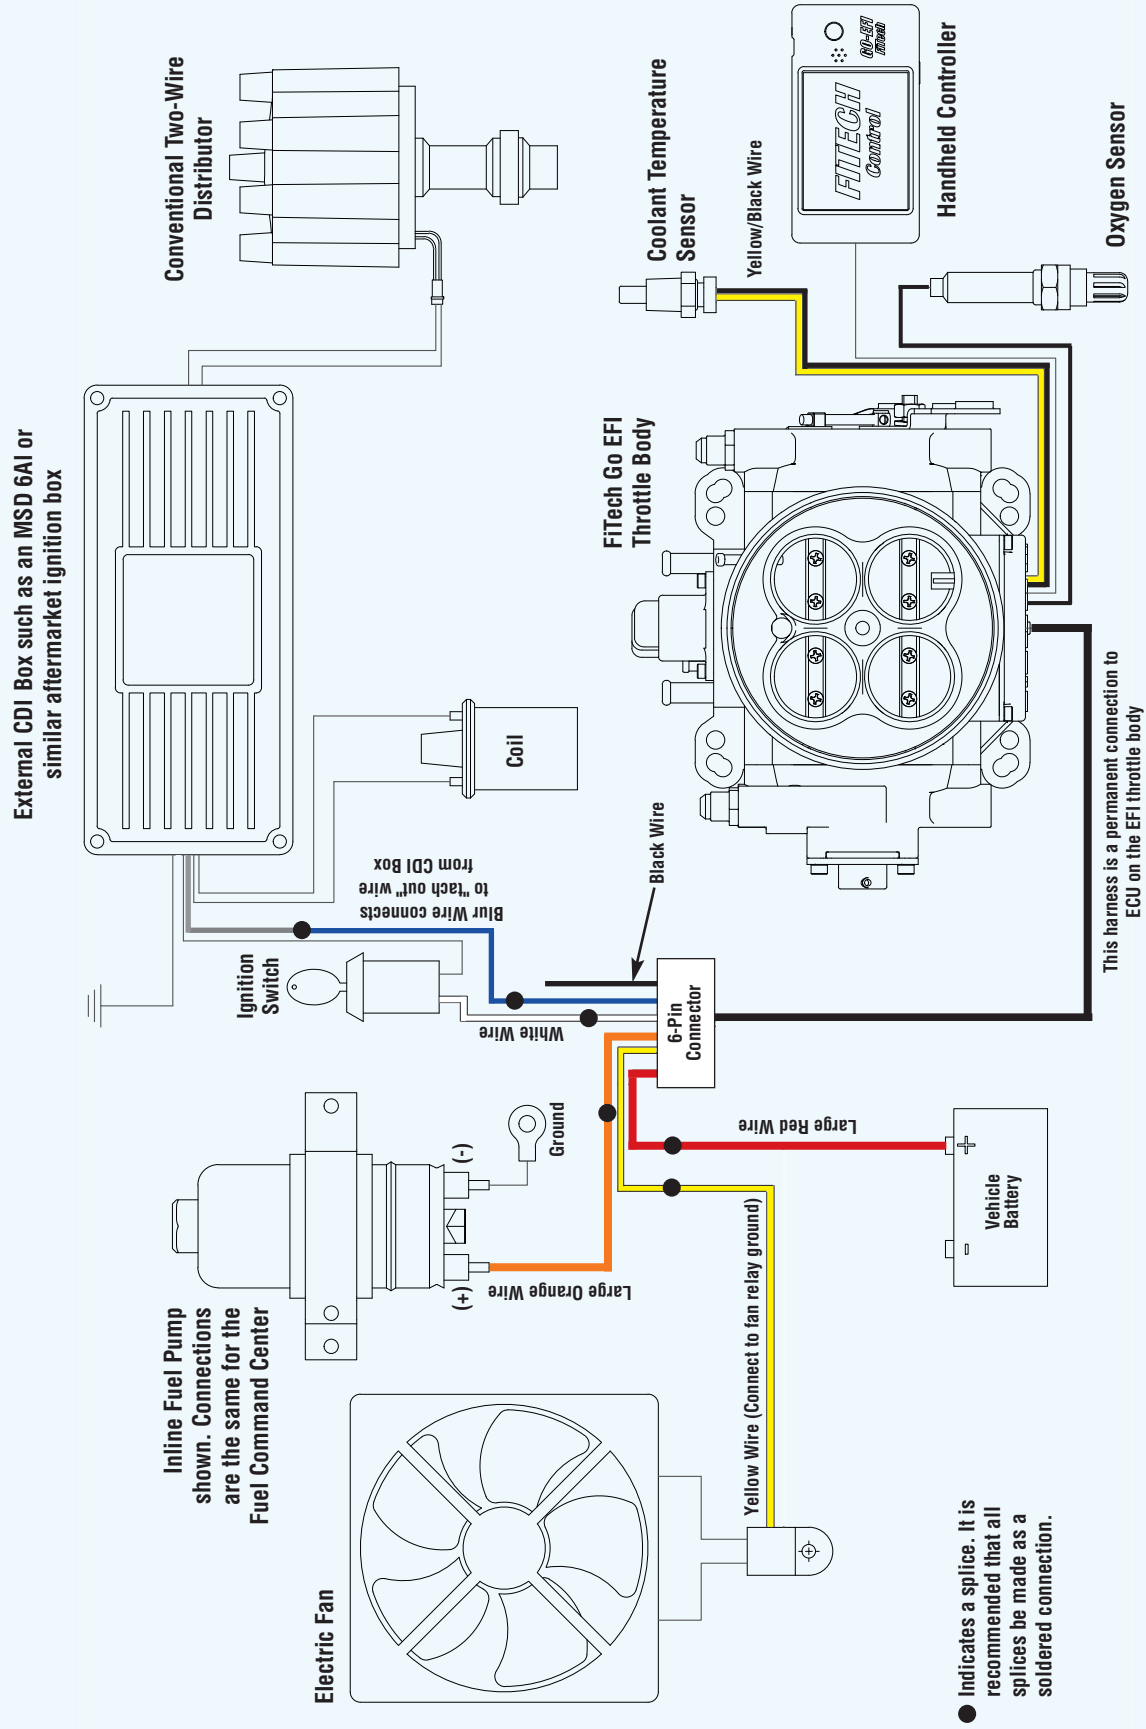 External CDI Box such as an MSD 6Al or
similar aftermarket ignition box
Conventional Two-Wire
Distributor
Coil
Blur Wire connects
to "tach out" wire
from CDI Box
Ignition
Switch
White Wire
Black Wire
6-Pin
Connector
FiTech Go EFI
Throttle Body
Coolant Temperature
Sensor
Yellow/Black Wire
FITECH
Control
GO-EFI
FiTech
Handheld Controller
Oxygen Sensor
This harness is a permanent connection to
ECU on the EFI throttle body
Inline Fuel Pump
shown. Connections
are the same for the
Fuel Command Center
(+)
(-)
Ground
Large Orange Wire
Large Red Wire
+
-
Vehicle
Battery
Electric Fan
Yellow Wire (Connect to fan relay ground)
Indicates a splice. It is
recommended that all
splices be made as a
soldered connection.